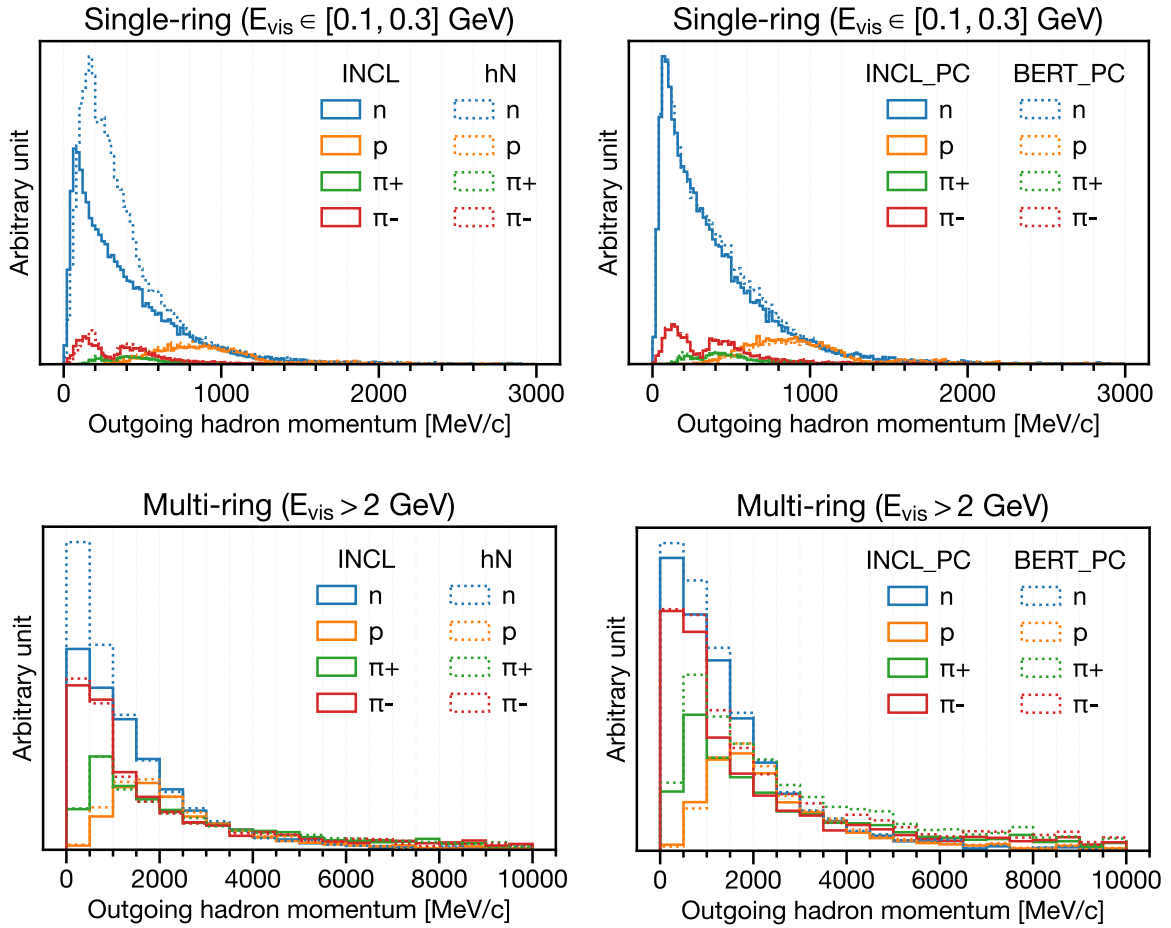 Single-ring (E_vis ∈ [0.1, 0.3] GeV)
Arbitrary unit
INCL hN
n n
p p
π+ π+
π- π-
0 1000 2000 3000
Outgoing hadron momentum [MeV/c]
Single-ring (E_vis ∈ [0.1, 0.3] GeV)
Arbitrary unit
INCL_PC BERT_PC
n n
p p
π+ π+
π- π-
0 1000 2000 3000
Outgoing hadron momentum [MeV/c]
Multi-ring (E_vis > 2 GeV)
Arbitrary unit
INCL hN
n n
p p
π+ π+
π- π-
0 2000 4000 6000 8000 10000
Outgoing hadron momentum [MeV/c]
Multi-ring (E_vis > 2 GeV)
Arbitrary unit
INCL_PC BERT_PC
n n
p p
π+ π+
π- π-
0 2000 4000 6000 8000 10000
Outgoing hadron momentum [MeV/c]